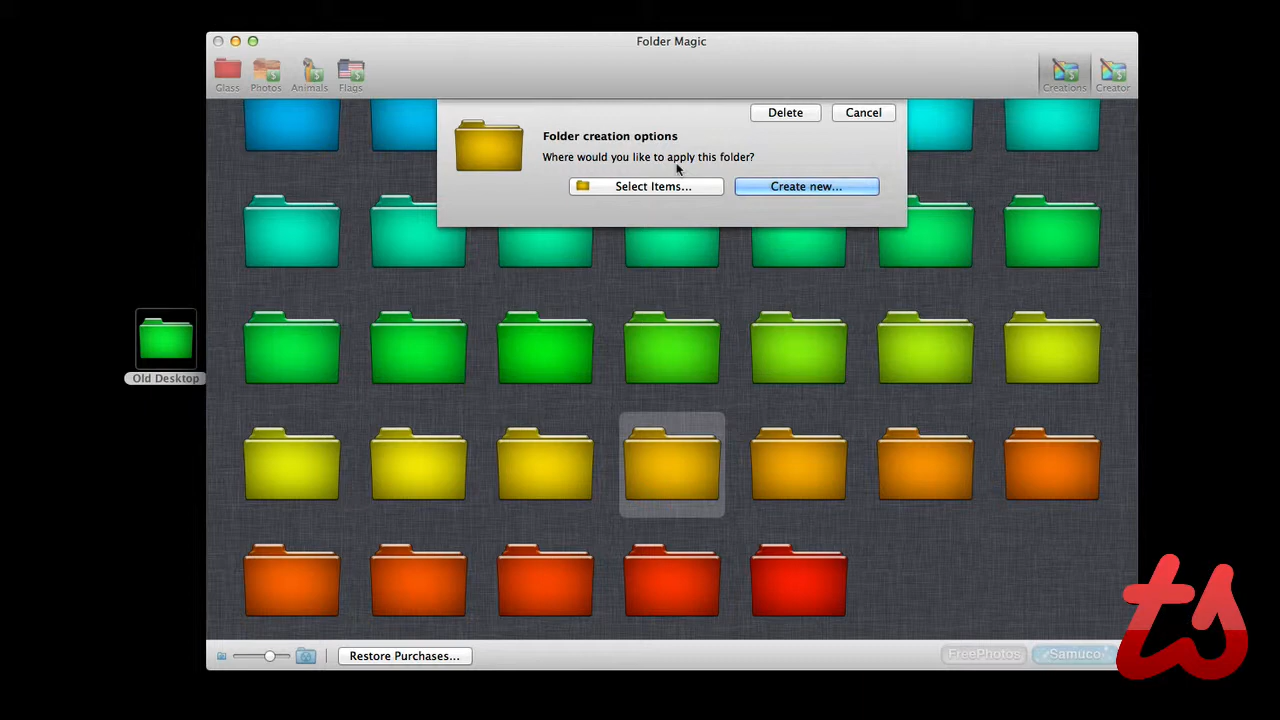 Folder Magic
Glass
Photos
Animals
Flags
Creations
Creator
Delete
Cancel
Folder creation options
Where would you like to apply this folder?
Select Items...
Create new...
Old Desktop
Restore Purchases...
FreePhotos
Samuco
ts